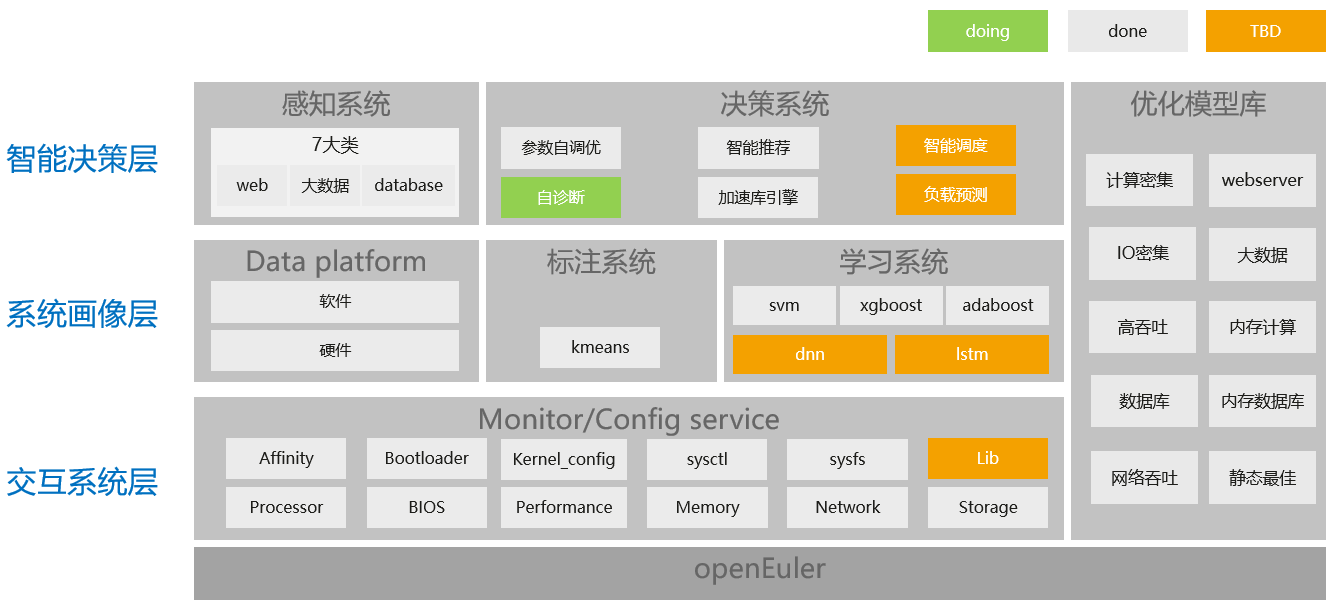 doing
done
TBD
智能决策层
感知系统
7大类
web
大数据
database
决策系统
参数自调优
智能推荐
智能调度
自诊断
加速库引擎
负载预测
优化模型库
计算密集
webserver
IO密集
大数据
高吞吐
内存计算
数据库
内存数据库
网络吞吐
静态最佳
系统画像层
Data platform
软件
硬件
标注系统
kmeans
学习系统
svm
xgboost
adaboost
dnn
lstm
交互系统层
Monitor/Config service
Affinity
Bootloader
Kernel_config
sysctl
sysfs
Lib
Processor
BIOS
Performance
Memory
Network
Storage
openEuler